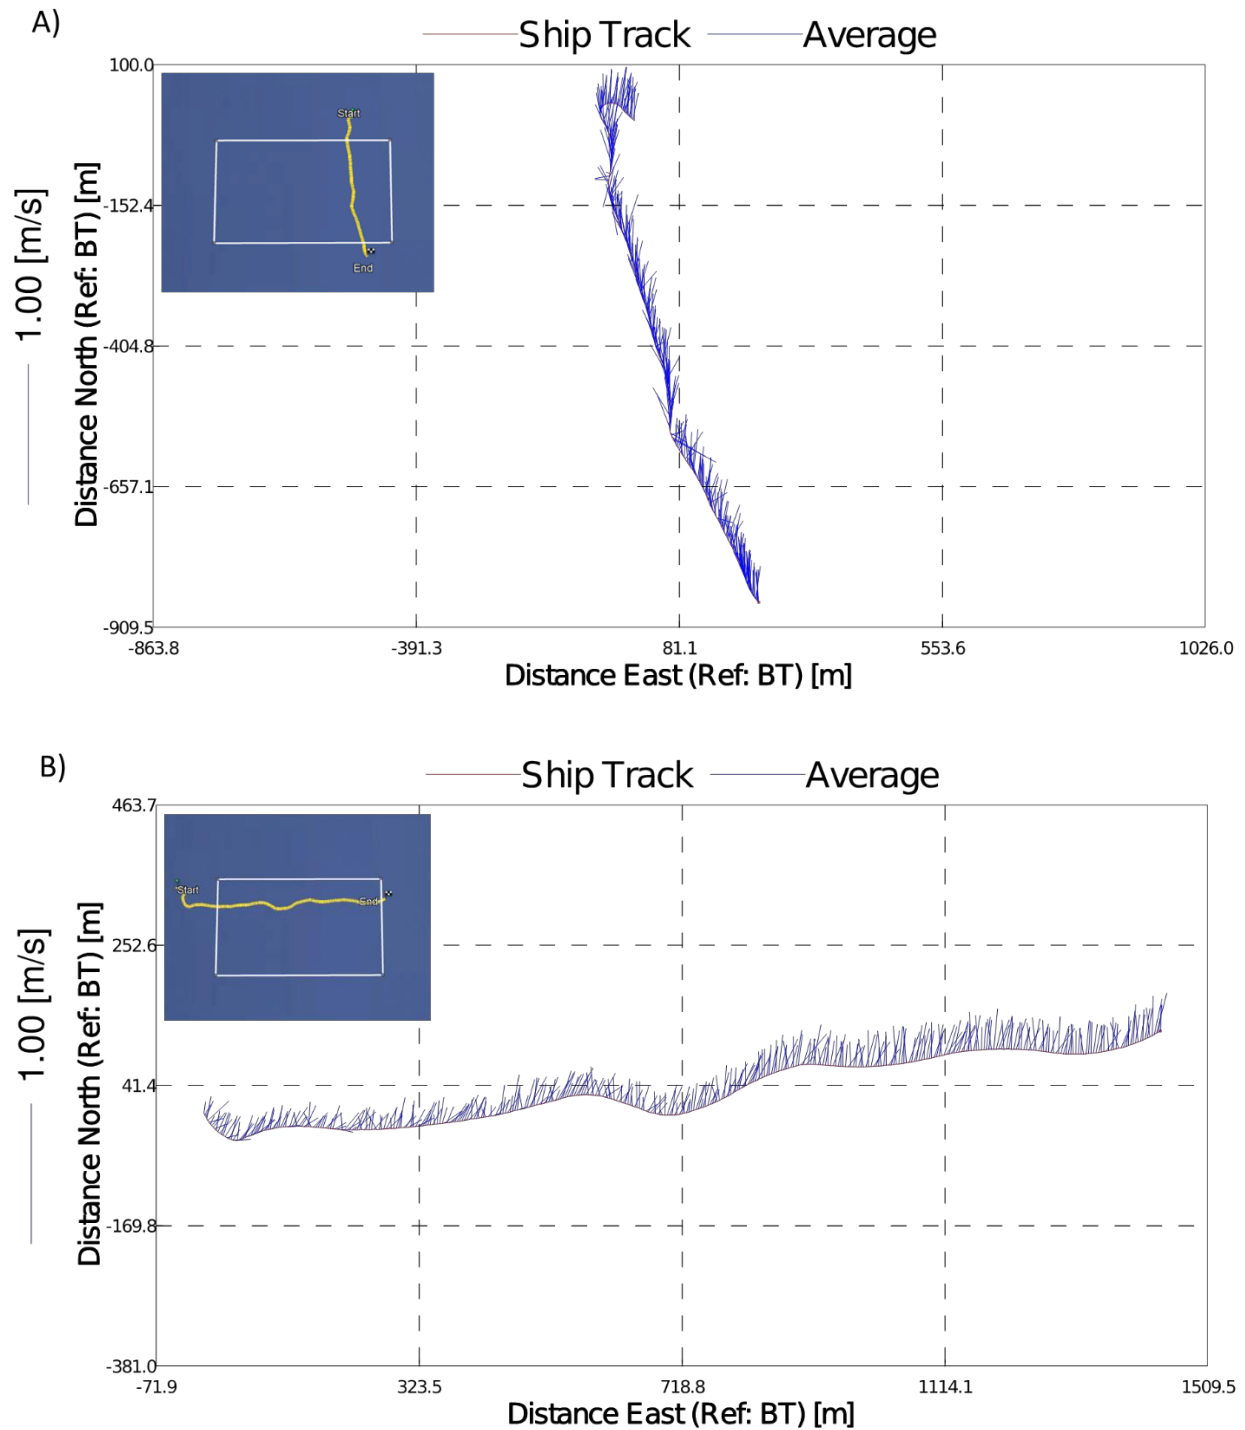 A)
Ship Track Average
100.0
-152.4
-404.8
-657.1
-909.5
1.00 [m/s]
Distance North (Ref: BT) [m]
Start
End
-863.8 -391.3 81.1 553.6 1026.0
Distance East (Ref: BT) [m]
B)
Ship Track Average
463.7
252.6
41.4
-169.8
-381.0
1.00 [m/s]
Distance North (Ref: BT) [m]
Start
End
-71.9 323.5 718.8 1114.1 1509.5
Distance East (Ref: BT) [m]